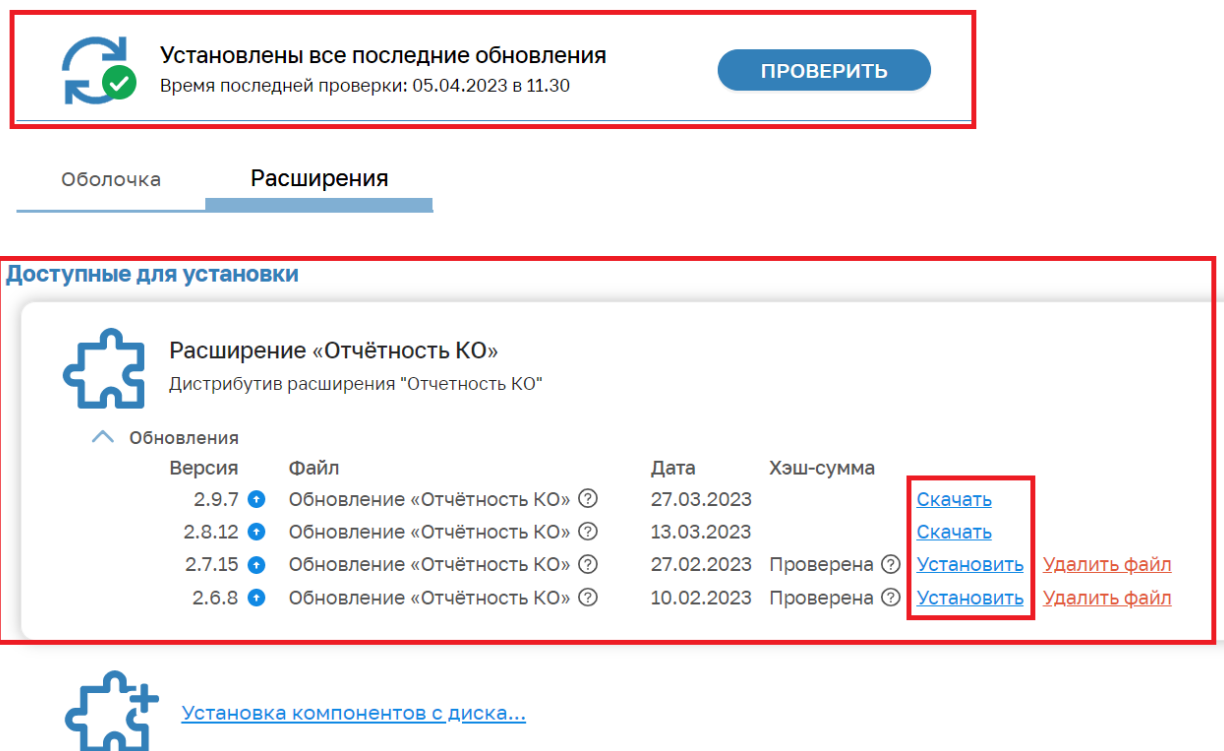 Установлены все последние обновления
Время последней проверки: 05.04.2023 в 11.30
ПРОВЕРИТЬ
Оболочка Расширения
Доступные для установки
Расширение «Отчётность КО»
Дистрибутив расширения "Отчетность КО"
Обновления
Версия Файл Дата Хэш-сумма
2.9.7 Обновление «Отчётность КО» 27.03.2023 Скачать
2.8.12 Обновление «Отчётность КО» 13.03.2023 Скачать
2.7.15 Обновление «Отчётность КО» 27.02.2023 Проверена Установить Удалить файл
2.6.8 Обновление «Отчётность КО» 10.02.2023 Проверена Установить Удалить файл
Установка компонентов с диска...